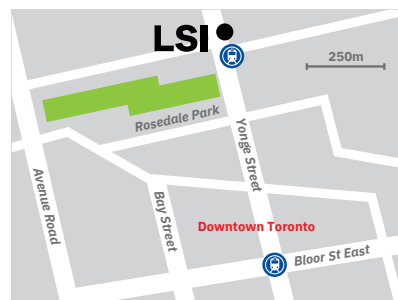 LSI
250m
Rosedale Park
Yonge Street
Avenue Road
Bay Street
Downtown Toronto
Bloor St East